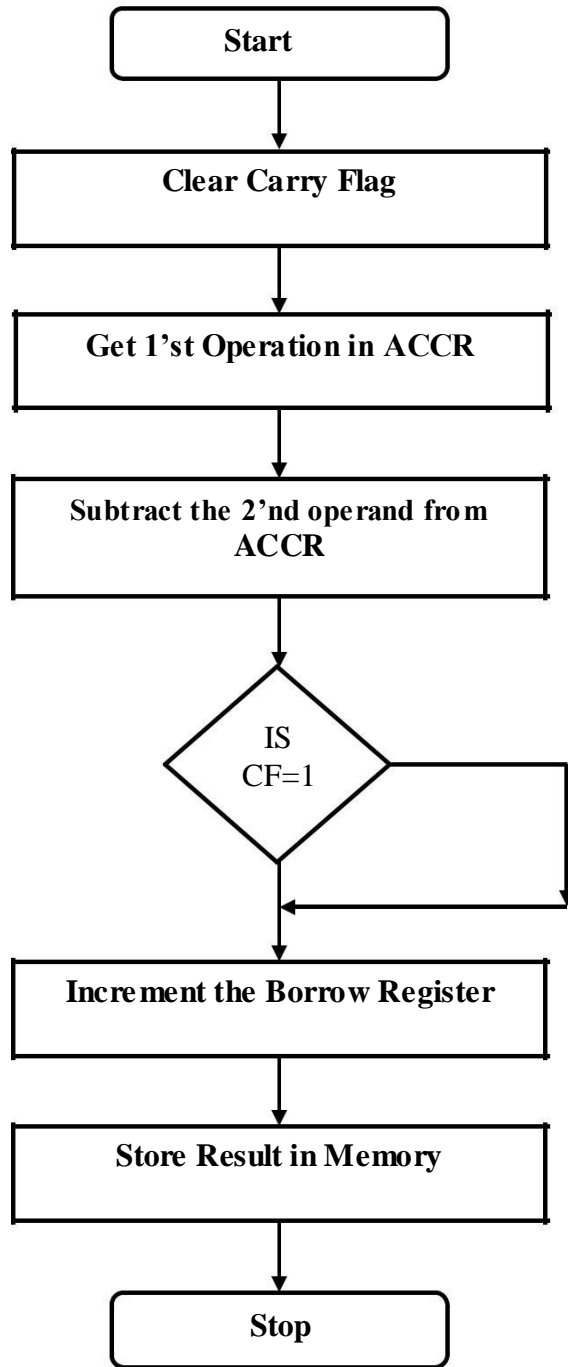 Start
Clear Carry Flag
Get 1’st Operation in ACCR
Subtract the 2’nd operand from
ACCR
IS
CF=1
Increment the Borrow Register
Store Result in Memory
Stop